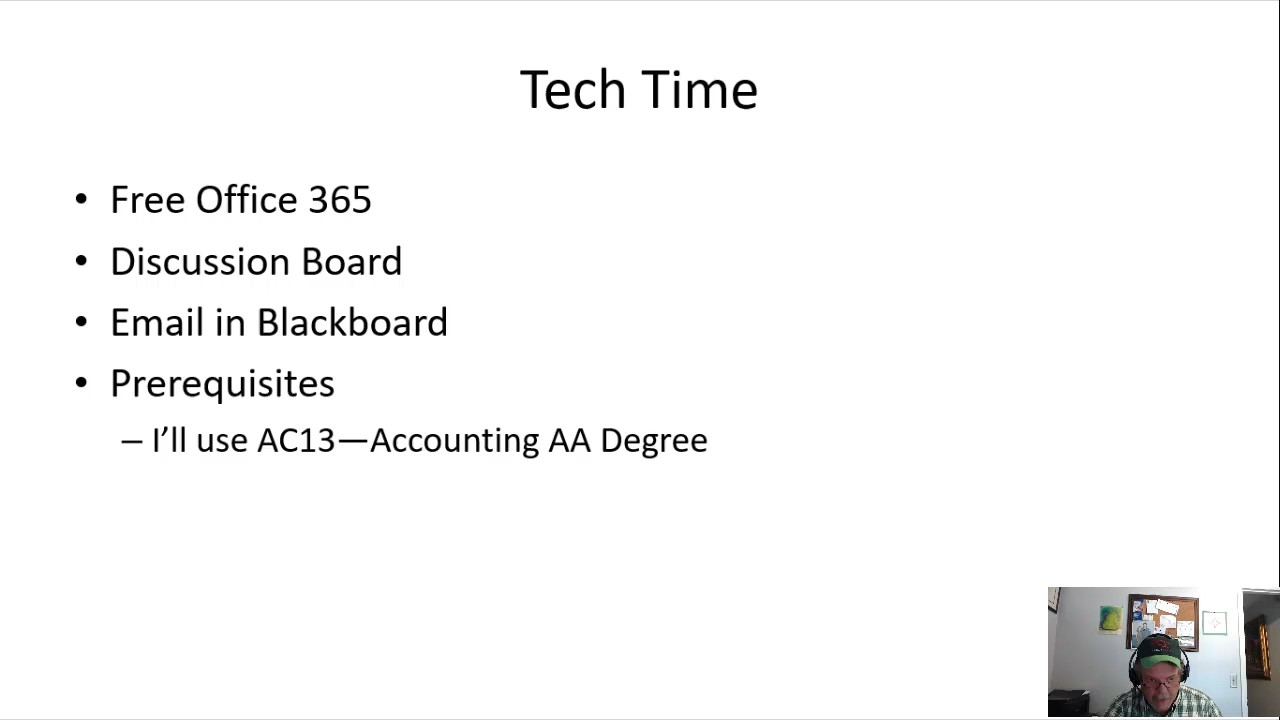 Tech Time
• Free Office 365
• Discussion Board
• Email in Blackboard
• Prerequisites
– I’ll use AC13—Accounting AA Degree